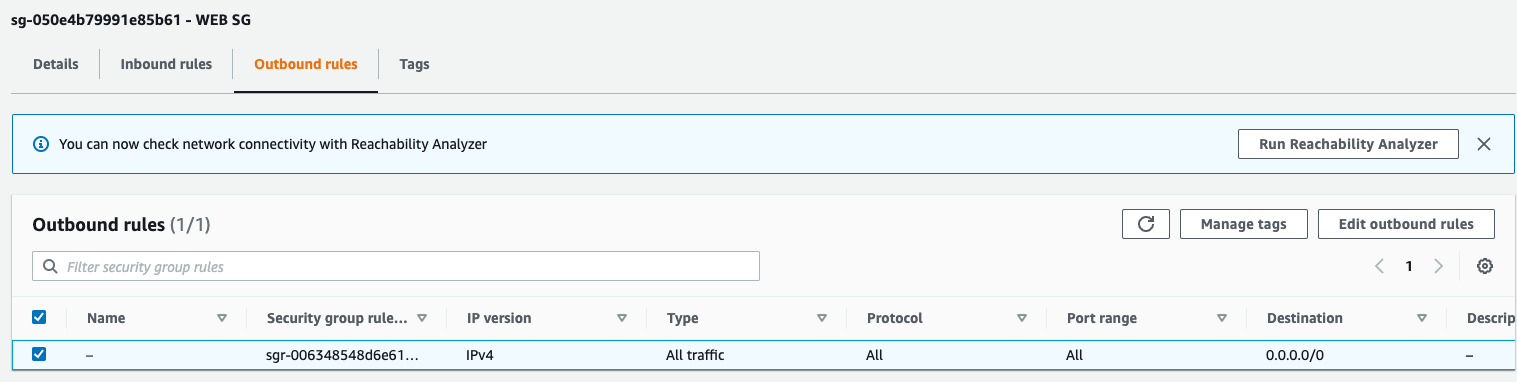 sg-050e4b79991e85b61 - WEB SG
Details Inbound rules Outbound rules Tags
You can now check network connectivity with Reachability Analyzer Run Reachability Analyzer
Outbound rules (1/1) Manage tags Edit outbound rules
Filter security group rules 1
Name Security group rule... IP version Type Protocol Port range Destination Descrip
– sgr-006348548d6e61... IPv4 All traffic All All 0.0.0.0/0 –